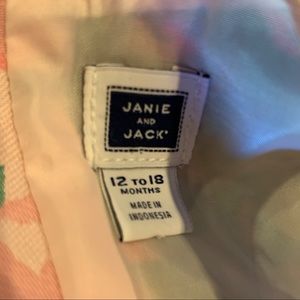 JANIE
AND
JACK®
12 TO 18
MONTHS
MADE IN
INDONESIA